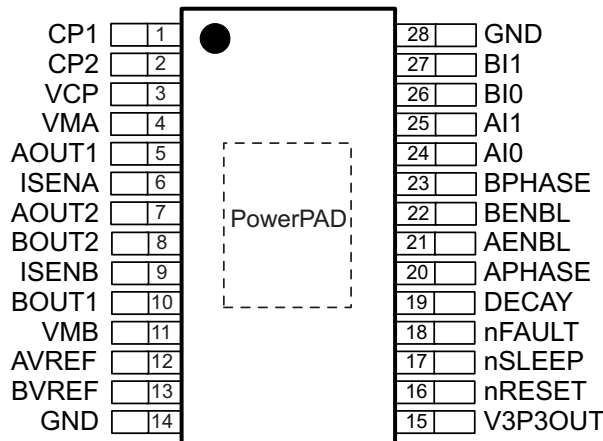 CP1 1 28 GND
CP2 2 27 BI1
VCP 3 26 BI0
VMA 4 25 AI1
AOUT1 5 24 AI0
ISENA 6 23 BPHASE
AOUT2 7 PowerPAD 22 BENBL
BOUT2 8 21 AENBL
ISENB 9 20 APHASE
BOUT1 10 19 DECAY
VMB 11 18 nFAULT
AVREF 12 17 nSLEEP
BVREF 13 16 nRESET
GND 14 15 V3P3OUT